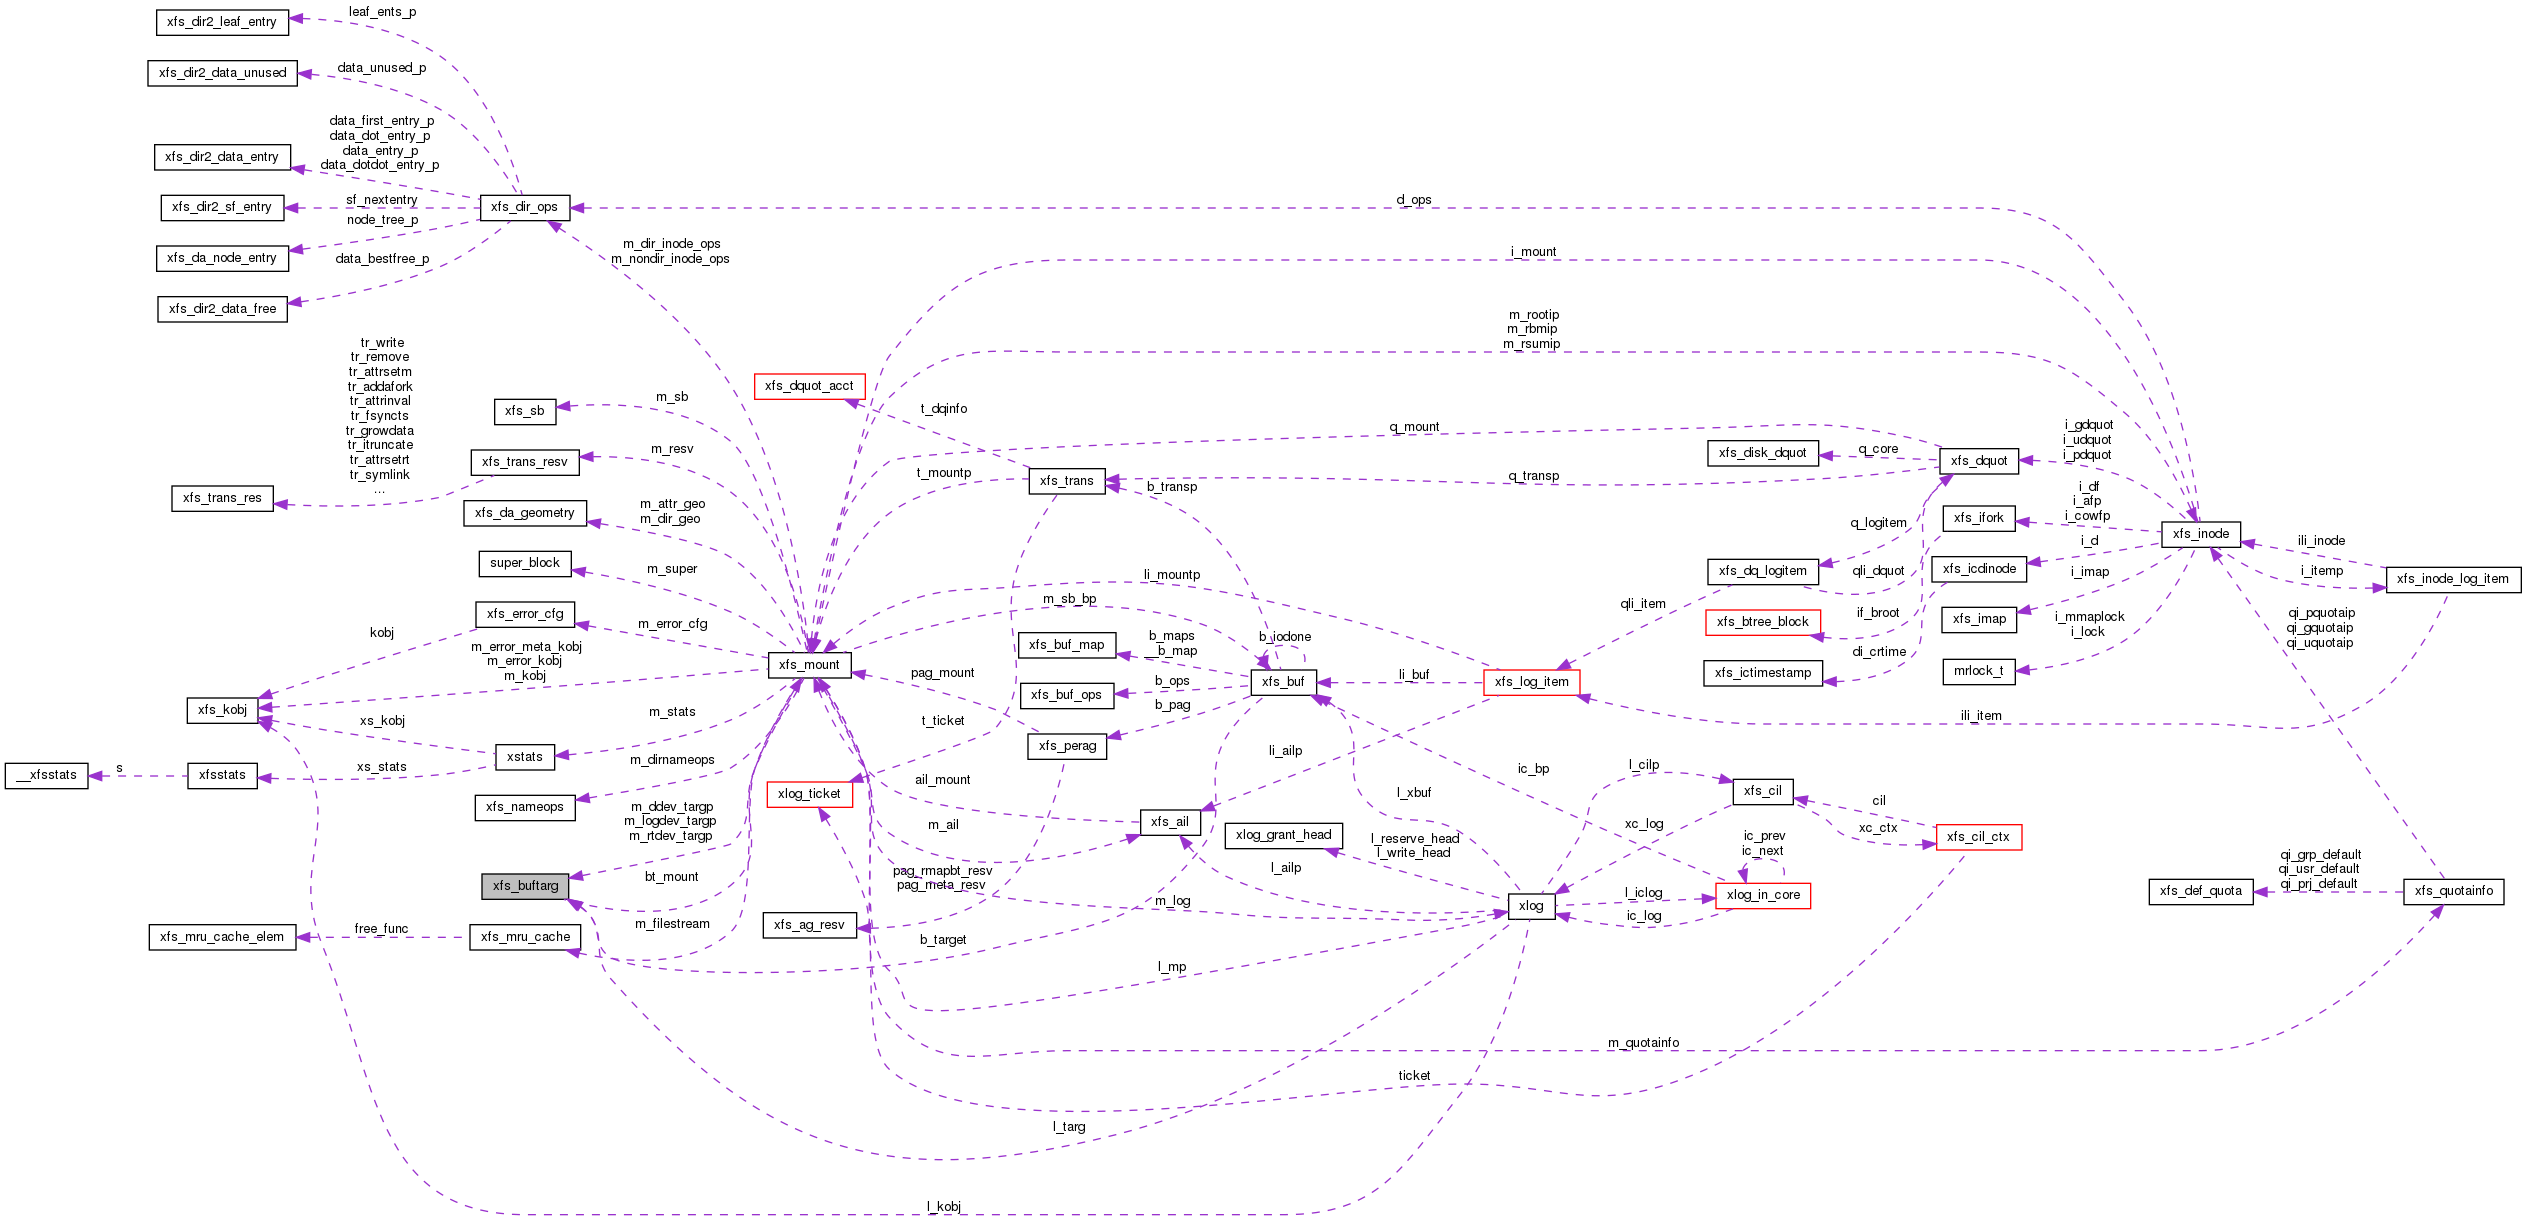 leaf_ents_p
xfs_dir2_leaf_entry
data_unused_p
xfs_dir2_data_unused
data_first_entry_p
data_dot_entry_p
data_entry_p
data_dotdot_entry_p
xfs_dir2_data_entry
xfs_dir_ops
sf_nextentry
xfs_dir2_sf_entry
node_tree_p
xfs_da_node_entry
data_bestfree_p
xfs_dir2_data_free
d_ops
m_dir_inode_ops
m_nondir_inode_ops
i_mount
m_rootip
m_rbmip
m_rsumip
tr_write
tr_remove
tr_attrsetm
tr_addafork
tr_attrinval
tr_fsyncts
tr_growdata
tr_itruncate
tr_attrsetrt
tr_symlink
...
xfs_trans_res
xfs_sb
m_sb
xfs_dquot_acct
t_dqinfo
q_mount
xfs_trans_resv
m_resv
t_mountp
xfs_trans
b_transp
q_transp
xfs_disk_dquot
q_core
xfs_dquot
i_gdquot
i_udquot
i_pdquot
xfs_da_geometry
m_attr_geo
m_dir_geo
q_logitem
xfs_ifork
i_df
i_afp
i_cowfp
xfs_inode
super_block
m_super
li_mountp
xfs_dq_logitem
qli_dquot
xfs_icdinode
i_d
i_imap
ili_inode
i_itemp
xfs_inode_log_item
xfs_error_cfg
kobj
m_error_cfg
m_sb_bp
qli_item
xfs_btree_block
if_broot
xfs_imap
i_mmaplock
i_lock
qi_pquotaip
qi_gquotaip
qi_uquotaip
m_error_meta_kobj
m_error_kobj
m_kobj
xfs_mount
xfs_buf_map
b_maps
__b_map
b_iodone
xfs_buf
li_buf
xfs_log_item
xfs_ictimestamp
di_crtime
mrlock_t
pag_mount
xfs_buf_ops
b_ops
b_pag
xfs_kobj
xs_kobj
m_stats
t_ticket
xfs_perag
ili_item
xstats
li_ailp
__xfsstats
s
xfsstats
xs_stats
m_dirnameops
ic_bp
l_cilp
xfs_cil
xfs_nameops
xlog_ticket
ail_mount
l_xbuf
cil
xc_ctx
xfs_cil_ctx
m_ddev_targp
m_logdev_targp
m_rtdev_targp
m_ail
xfs_ail
xlog_grant_head
l_reserve_head
l_write_head
xc_log
ic_prev
ic_next
xfs_buftarg
bt_mount
pag_rmapbt_resv
pag_meta_resv
l_ailp
m_log
xlog
l_iclog
xlog_in_core
ic_log
qi_grp_default
qi_usr_default
qi_prj_default
xfs_def_quota
xfs_quotainfo
xfs_mru_cache_elem
free_func
xfs_mru_cache
m_filestream
xfs_ag_resv
b_target
l_mp
m_quotainfo
ticket
l_targ
l_kobj